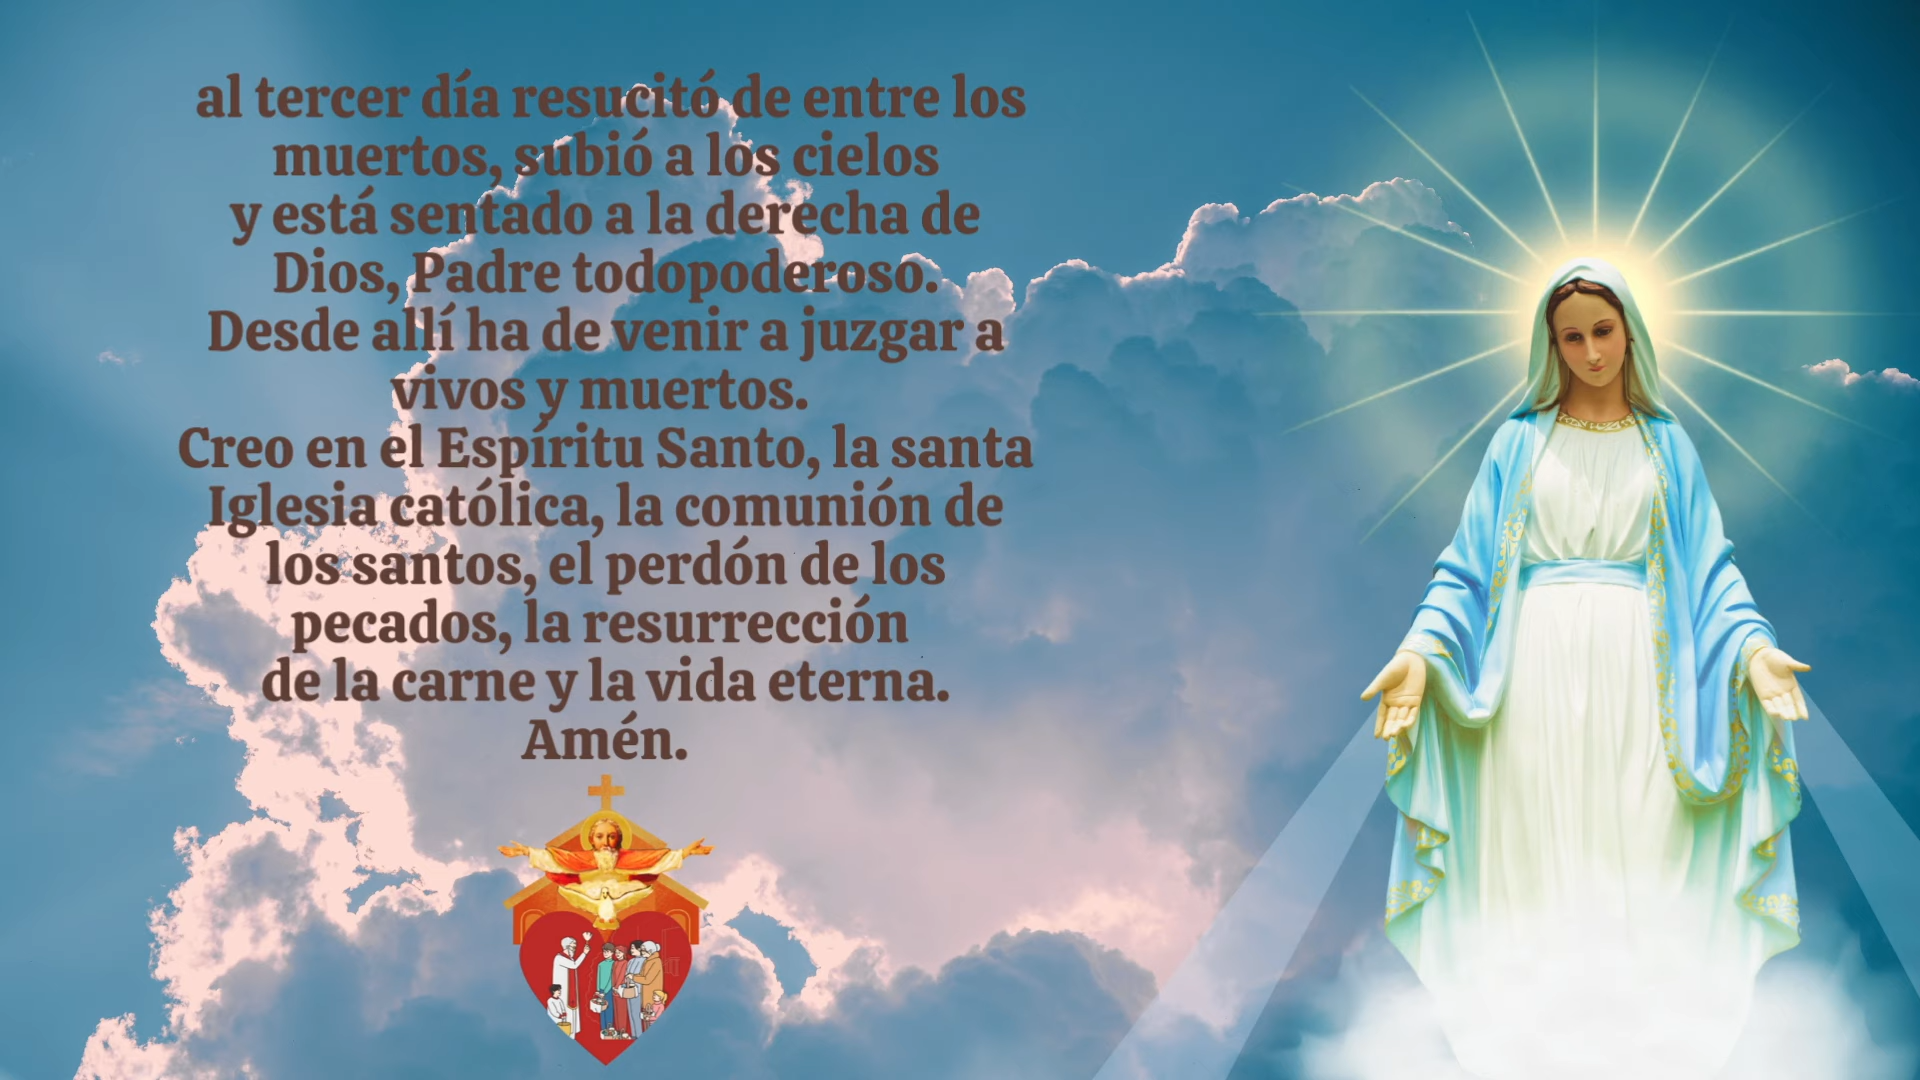 al tercer día resucitó de entre los
muertos, subió a los cielos
y está sentado a la derecha de
Dios, Padre todopoderoso.
Desde allí ha de venir a juzgar a
vivos y muertos.
Creo en el Espíritu Santo, la santa
Iglesia católica, la comunión de
los santos, el perdón de los
pecados, la resurrección
de la carne y la vida eterna.
Amén.